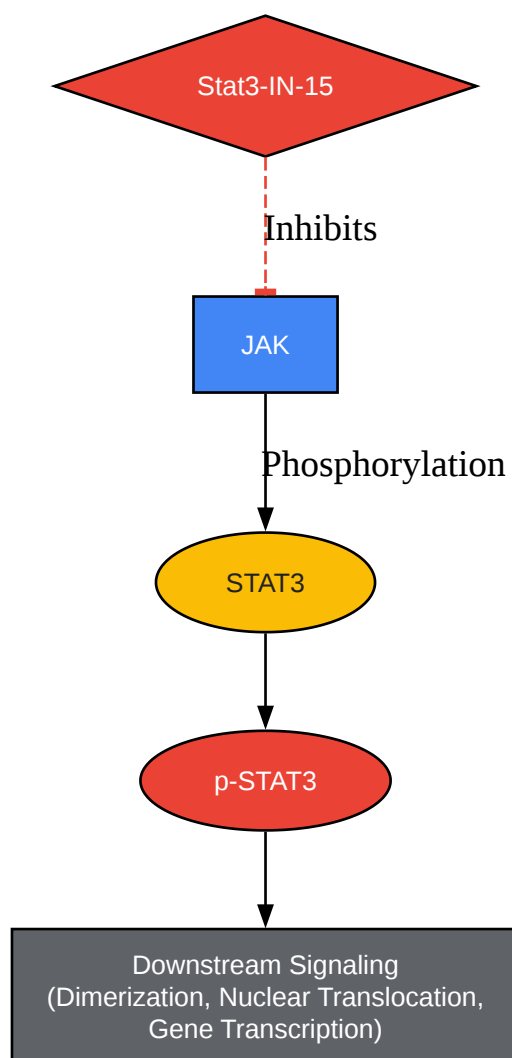 Stat3-IN-15
Inhibits
JAK
Phosphorylation
STAT3
p-STAT3
Downstream Signaling
(Dimerization, Nuclear Translocation,
Gene Transcription)